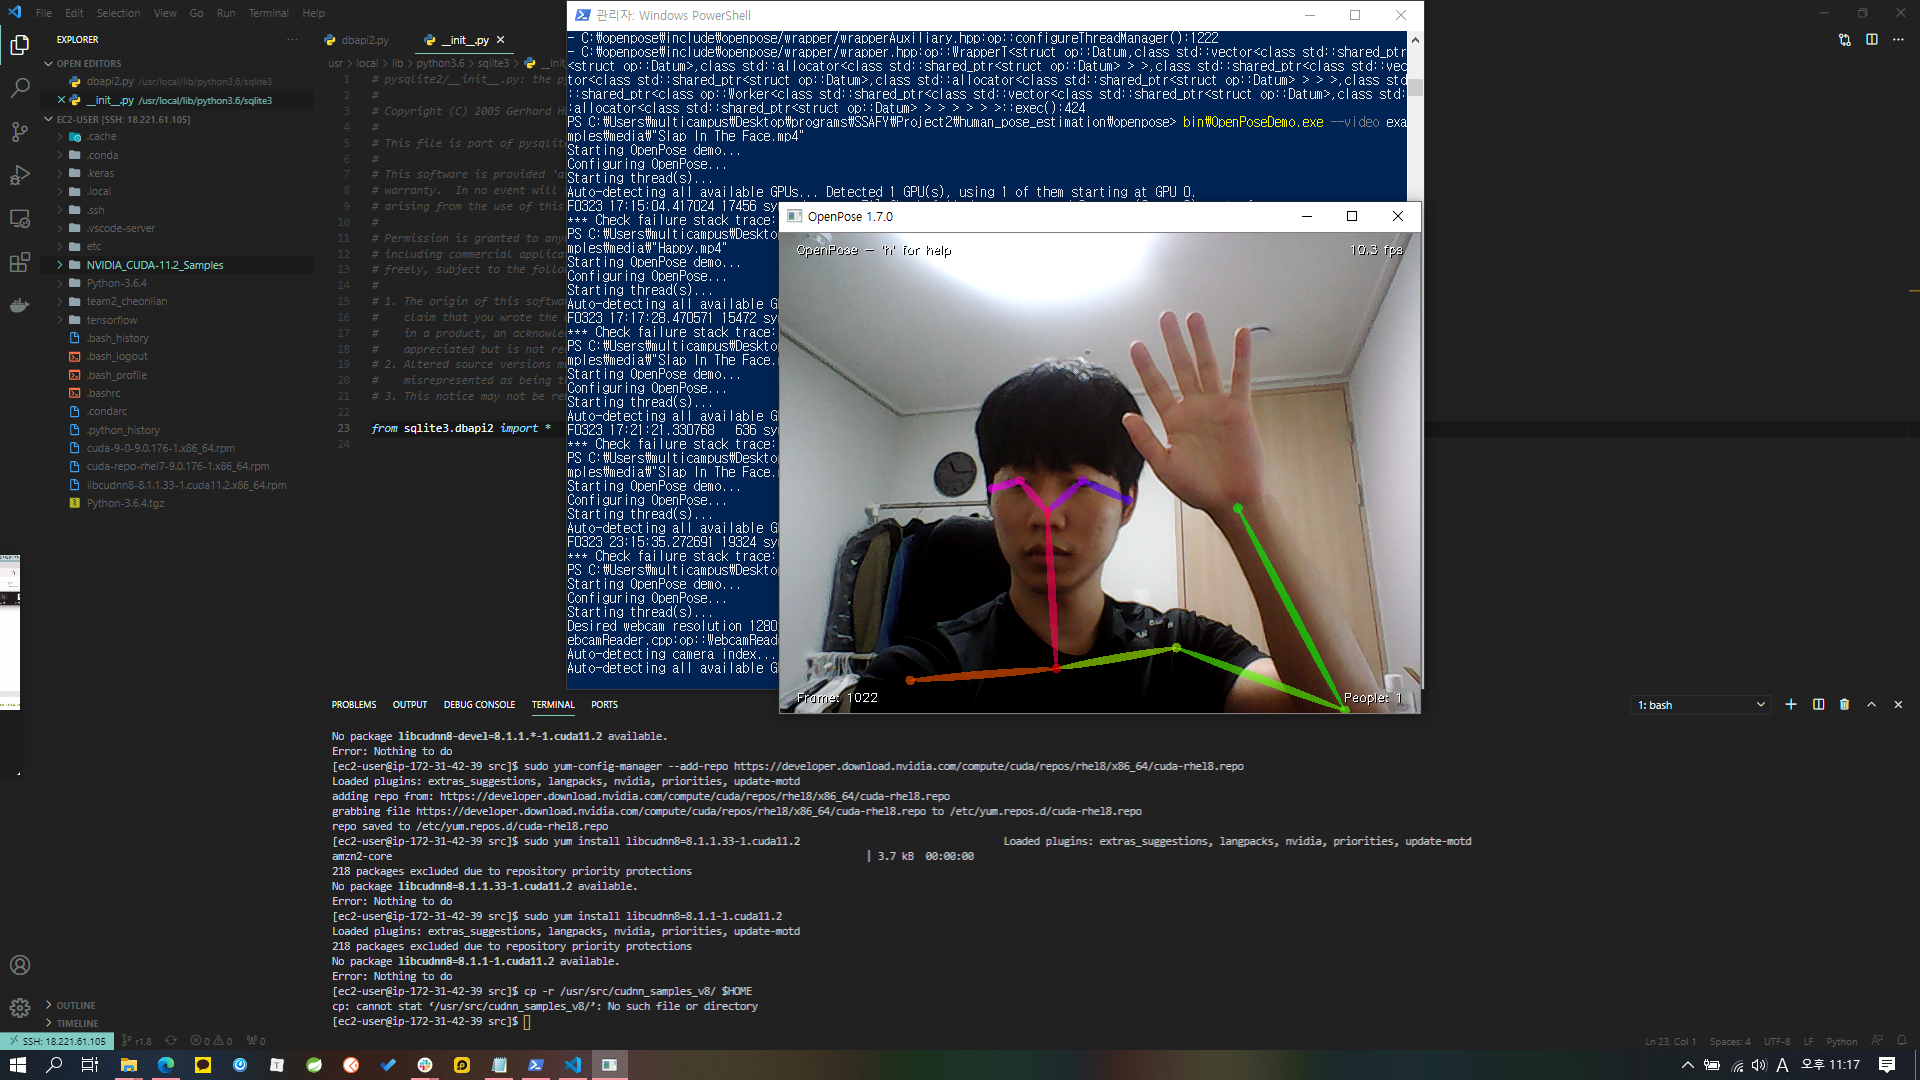 File Edit Selection View Go Run Terminal Help
EXPLORER
OPEN EDITORS
dbapi2.py /usr/local/lib/python3.6/sqlite3
__init__.py /usr/local/lib/python3.6/sqlite3
EC2-USER [SSH: 18.221.61.105]
.cache
.conda
.keras
.local
.ssh
.vscode-server
etc
NVIDIA_CUDA-11.2_Samples
Python-3.6.4
team2_cheonlian
tensorflow
.bash_history
.bash_logout
.bash_profile
.bashrc
.condarc
.python_history
cuda-9-0-9.0.176-1.x86_64.rpm
cuda-repo-rhel7-9.0.176-1.x86_64.rpm
libcudnn8-8.1.1.33-1.cuda11.2.x86_64.rpm
Python-3.6.4.tgz
OUTLINE
TIMELINE
dbapi2.py
__init__.py
usr > local > lib > python3.6 > sqlite3 >
1 # pysqlite2/__init__.py: the
2 #
3 # Copyright (C) 2005 Gerhard
4 #
5 # This file is part of
6 #
7 # This software is provided
8 # warranty. In no event will
9 # arising from the use of this
10 #
11 # Permission is granted to
12 # including commercial
13 # freely, subject to the
14 #
15 # 1. The origin of this
16 # claim that you wrote the
17 # in a product, an
18 # appreciated but is not
19 # 2. Altered source versions
20 # misrepresented as being
21 # 3. This notice may not be
22
23 from sqlite3.dbapi2 import *
24
관리자: Windows PowerShell
- C:₩openpose₩include₩openpose/wrapper/wrapperAuxiliary.hpp:op::configureThreadManager():1222
- C:₩openpose₩include₩openpose/wrapper/wrapper.hpp:op::WrapperT<struct op::Datum,class std::vector<class std::shared_ptr
<struct op::Datum>,class std::allocator<class std::shared_ptr<struct op::Datum> > >,class std::shared_ptr<class std::vec
tor<class std::shared_ptr<struct op::Datum>,class std::allocator<class std::shared_ptr<struct op::Datum> > > >,class std
::shared_ptr<class op::Worker<class std::shared_ptr<class std::vector<class std::shared_ptr<struct op::Datum>,class std:
:allocator<class std::shared_ptr<struct op::Datum> > > > > > >::exec():424
PS C:₩Users₩multicampus₩Desktop₩programs₩SSAFY₩Project2₩human_pose_estimation₩openpose> bin₩OpenPoseDemo.exe --video exa
mples₩media₩"Slap In The Face.mp4"
Starting OpenPose demo...
Configuring OpenPose...
Starting thread(s)...
Auto-detecting all available GPUs... Detected 1 GPU(s), using 1 of them starting at GPU 0.
F0323 17:15:04.417024 17456
*** Check failure stack trace:
PS C:₩Users₩multicampus₩Deskto
mples₩media₩"Happy.mp4"
Starting OpenPose demo...
Configuring OpenPose...
Starting thread(s)...
Auto-detecting all available
F0323 17:17:28.470571 15472
*** Check failure stack trace:
PS C:₩Users₩multicampus₩Deskto
mples₩media₩"Slap In The Face.
Starting OpenPose demo...
Configuring OpenPose...
Starting thread(s)...
Auto-detecting all available
F0323 17:21:21.330768 636
*** Check failure stack trace:
PS C:₩Users₩multicampus₩Deskto
mples₩media₩"Slap In The Face.
Starting OpenPose demo...
Configuring OpenPose...
Starting thread(s)...
Auto-detecting all available
F0323 23:15:35.272691 19324
*** Check failure stack trace:
PS C:₩Users₩multicampus₩Deskto
Starting OpenPose demo...
Configuring OpenPose...
Starting thread(s)...
Desired webcam resolution 1280
ebcamReader.cpp:op::WebcamRead
Auto-detecting camera index...
Auto-detecting all available
OpenPose 1.7.0
OpenPose - 'h' for help
10.3 fps
Frame: 1022
People: 1
PROBLEMS OUTPUT DEBUG CONSOLE TERMINAL PORTS
1: bash
No package libcudnn8-devel=8.1.1.*-1.cuda11.2 available.
Error: Nothing to do
[ec2-user@ip-172-31-42-39 src]$ sudo yum-config-manager --add-repo https://developer.download.nvidia.com/compute/cuda/repos/rhel8/x86_64/cuda-rhel8.repo
Loaded plugins: extras_suggestions, langpacks, nvidia, priorities, update-motd
adding repo from: https://developer.download.nvidia.com/compute/cuda/repos/rhel8/x86_64/cuda-rhel8.repo
grabbing file https://developer.download.nvidia.com/compute/cuda/repos/rhel8/x86_64/cuda-rhel8.repo to /etc/yum.repos.d/cuda-rhel8.repo
repo saved to /etc/yum.repos.d/cuda-rhel8.repo
[ec2-user@ip-172-31-42-39 src]$ sudo yum install libcudnn8=8.1.1.33-1.cuda11.2 Loaded plugins: extras_suggestions, langpacks, nvidia, priorities, update-motd
amzn2-core | 3.7 kB 00:00:00
218 packages excluded due to repository priority protections
No package libcudnn8=8.1.1.33-1.cuda11.2 available.
Error: Nothing to do
[ec2-user@ip-172-31-42-39 src]$ sudo yum install libcudnn8=8.1.1-1.cuda11.2
Loaded plugins: extras_suggestions, langpacks, nvidia, priorities, update-motd
218 packages excluded due to repository priority protections
No package libcudnn8=8.1.1-1.cuda11.2 available.
Error: Nothing to do
[ec2-user@ip-172-31-42-39 src]$ cp -r /usr/src/cudnn_samples_v8/ $HOME
cp: cannot stat ‘/usr/src/cudnn_samples_v8/’: No such file or directory
[ec2-user@ip-172-31-42-39 src]$
SSH: 18.221.61.105 r1.8 0 0 0
Ln 23, Col 1 Spaces: 4 UTF-8 LF Python
A 오후 11:17